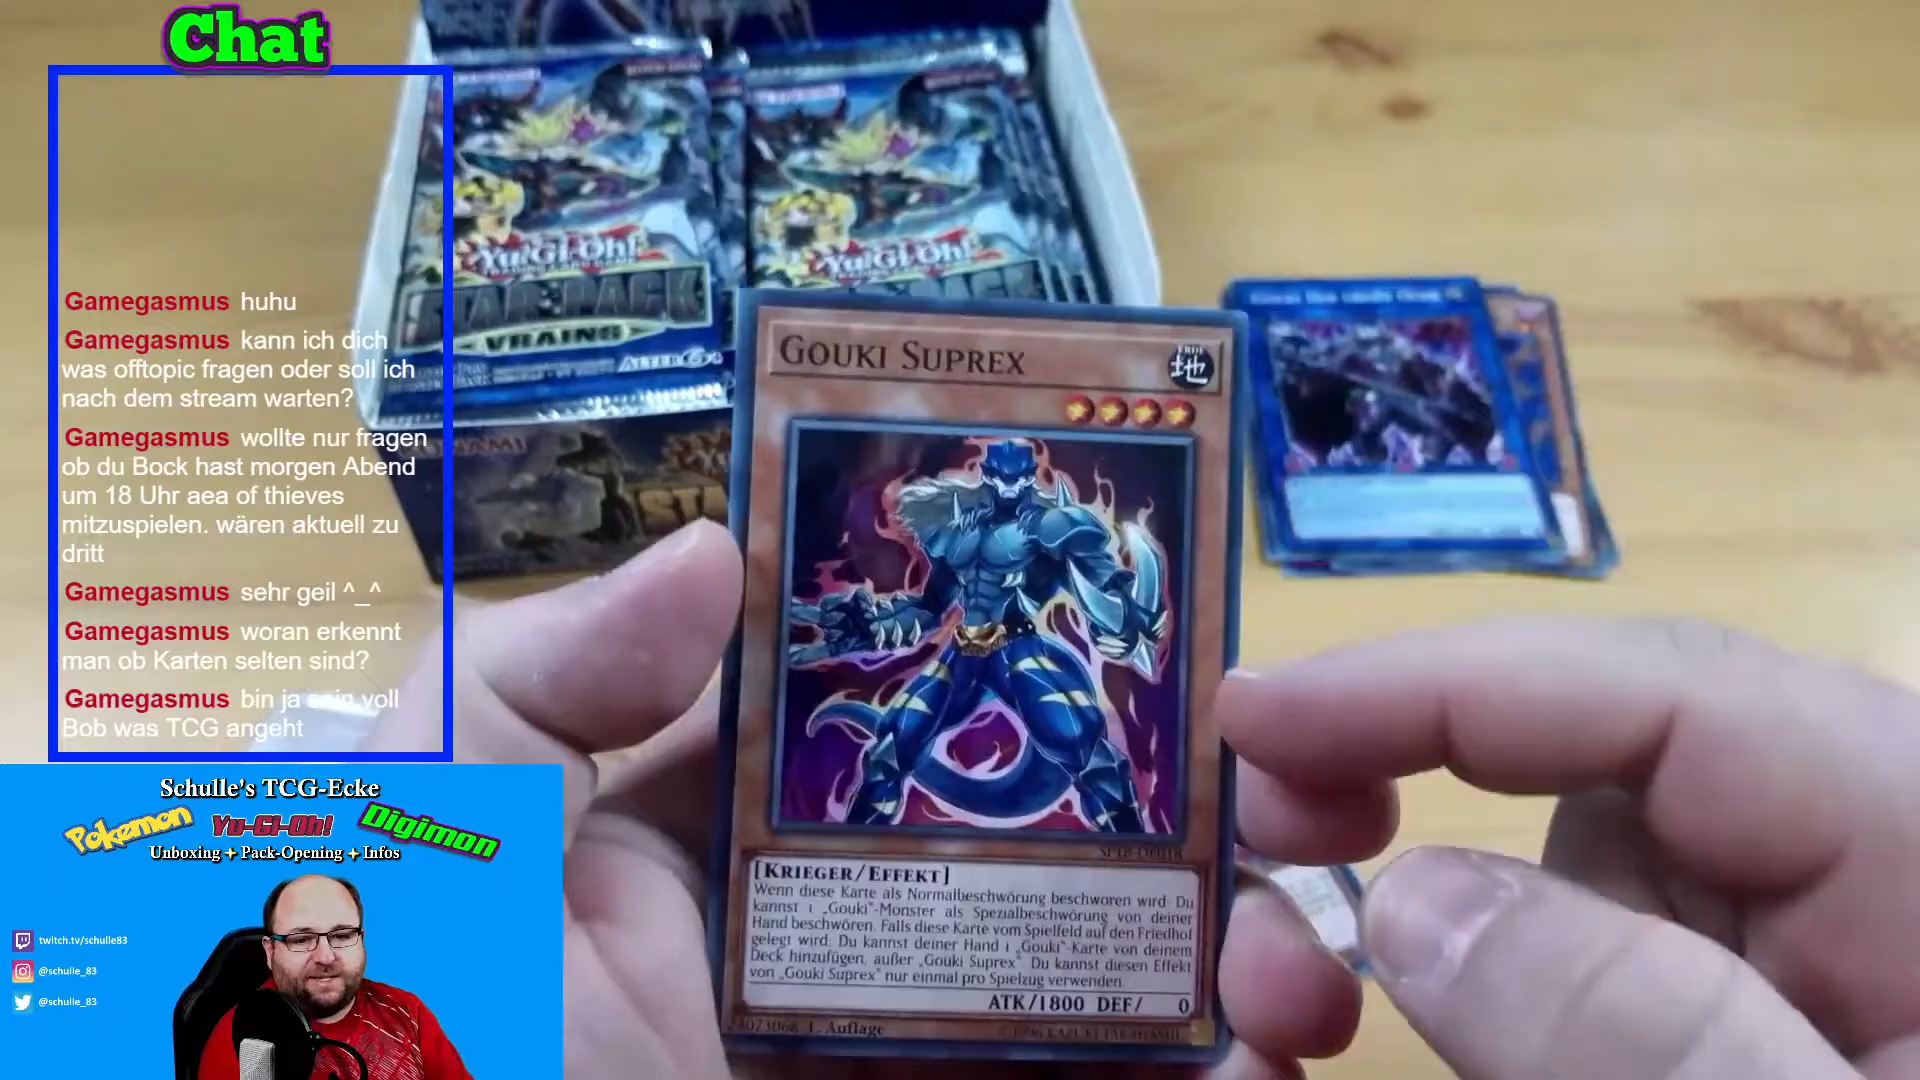 Chat
Gamegasmus huhu
Gamegasmus kann ich dich
was offtopic fragen oder soll ich
nach dem stream warten?
Gamegasmus wollte nur fragen
ob du Bock hast morgen Abend
um 18 Uhr aea of thieves
mitzuspielen. wären aktuell zu
dritt
Gamegasmus sehr geil ^_^
Gamegasmus woran erkennt
man ob Karten selten sind?
Gamegasmus bin ja sein voll
Bob was TCG angeht
Schulle's TCG-Ecke
Pokemon Yu-Gi-Oh! Digimon
Unboxing Pack-Opening Infos
twitch.tv/schulle83
@schulle_83
@schulle_83
Yu-Gi-Oh!
STAR PACK
VRAINS
Yu-Gi-Oh!
GOUKI SUPREX
ERDE
地
[KRIEGER/EFFEKT]
Wenn diese Karte als Normalbeschwörung beschworen wird: Du
kannst 1 „Gouki"-Monster als Spezialbeschwörung von deiner
Hand beschwören. Falls diese Karte vom Spielfeld auf den Friedhof
gelegt wird: Du kannst deiner Hand 1 „Gouki"-Karte von deinem
Deck hinzufügen, außer „Gouki Suprex". Du kannst diesen Effekt
von „Gouki Suprex" nur einmal pro Spielzug verwenden.
ATK/1800 DEF/ 0
1. Auflage